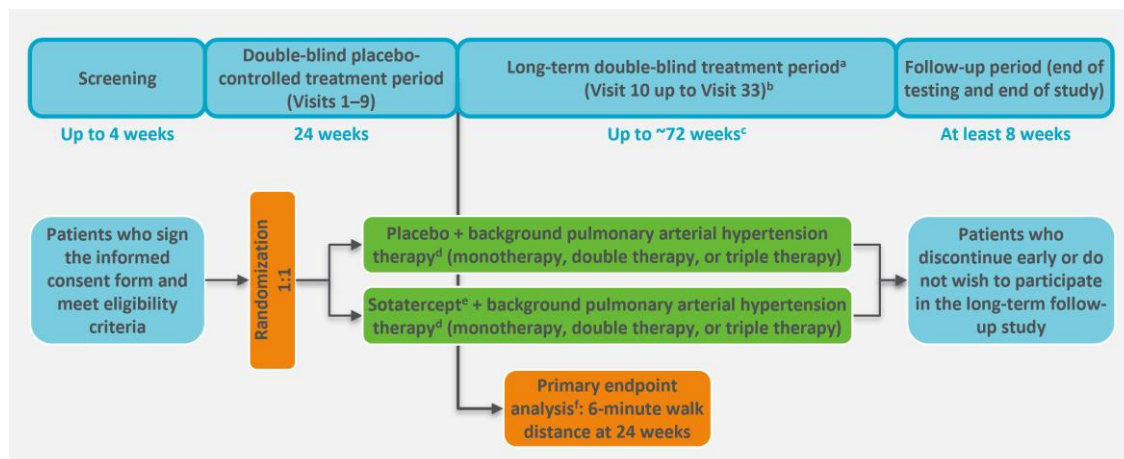 Screening
Double-blind placebo-
controlled treatment period
(Visits 1–9)
Long-term double-blind treatment periodᵃ
(Visit 10 up to Visit 33)ᵇ
Follow-up period (end of
testing and end of study)
Up to 4 weeks
24 weeks
Up to ~72 weeksᶜ
At least 8 weeks
Patients who sign
the informed
consent form and
meet eligibility
criteria
Randomization
1:1
Placebo + background pulmonary arterial hypertension
therapyᵈ (monotherapy, double therapy, or triple therapy)
Sotaterceptᵉ + background pulmonary arterial hypertension
therapyᵈ (monotherapy, double therapy, or triple therapy)
Patients who
discontinue early or do
not wish to participate
in the long-term follow-
up study
Primary endpoint
analysisᶠ: 6-minute walk
distance at 24 weeks